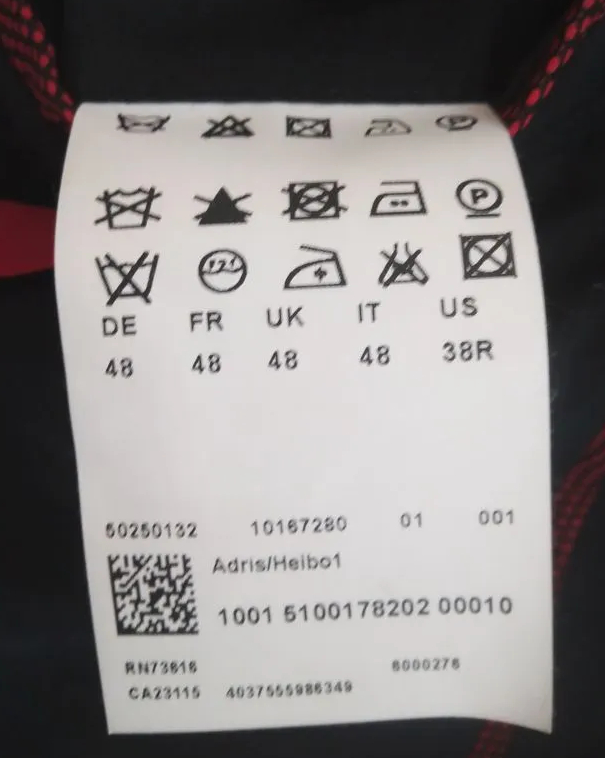 P
P
DE FR UK IT US
48 48 48 48 38R
50250132 10167280 01 001
Adris/Heibo1
1001 5100178202 00010
RN73616 6000276
CA23115 4037555986349